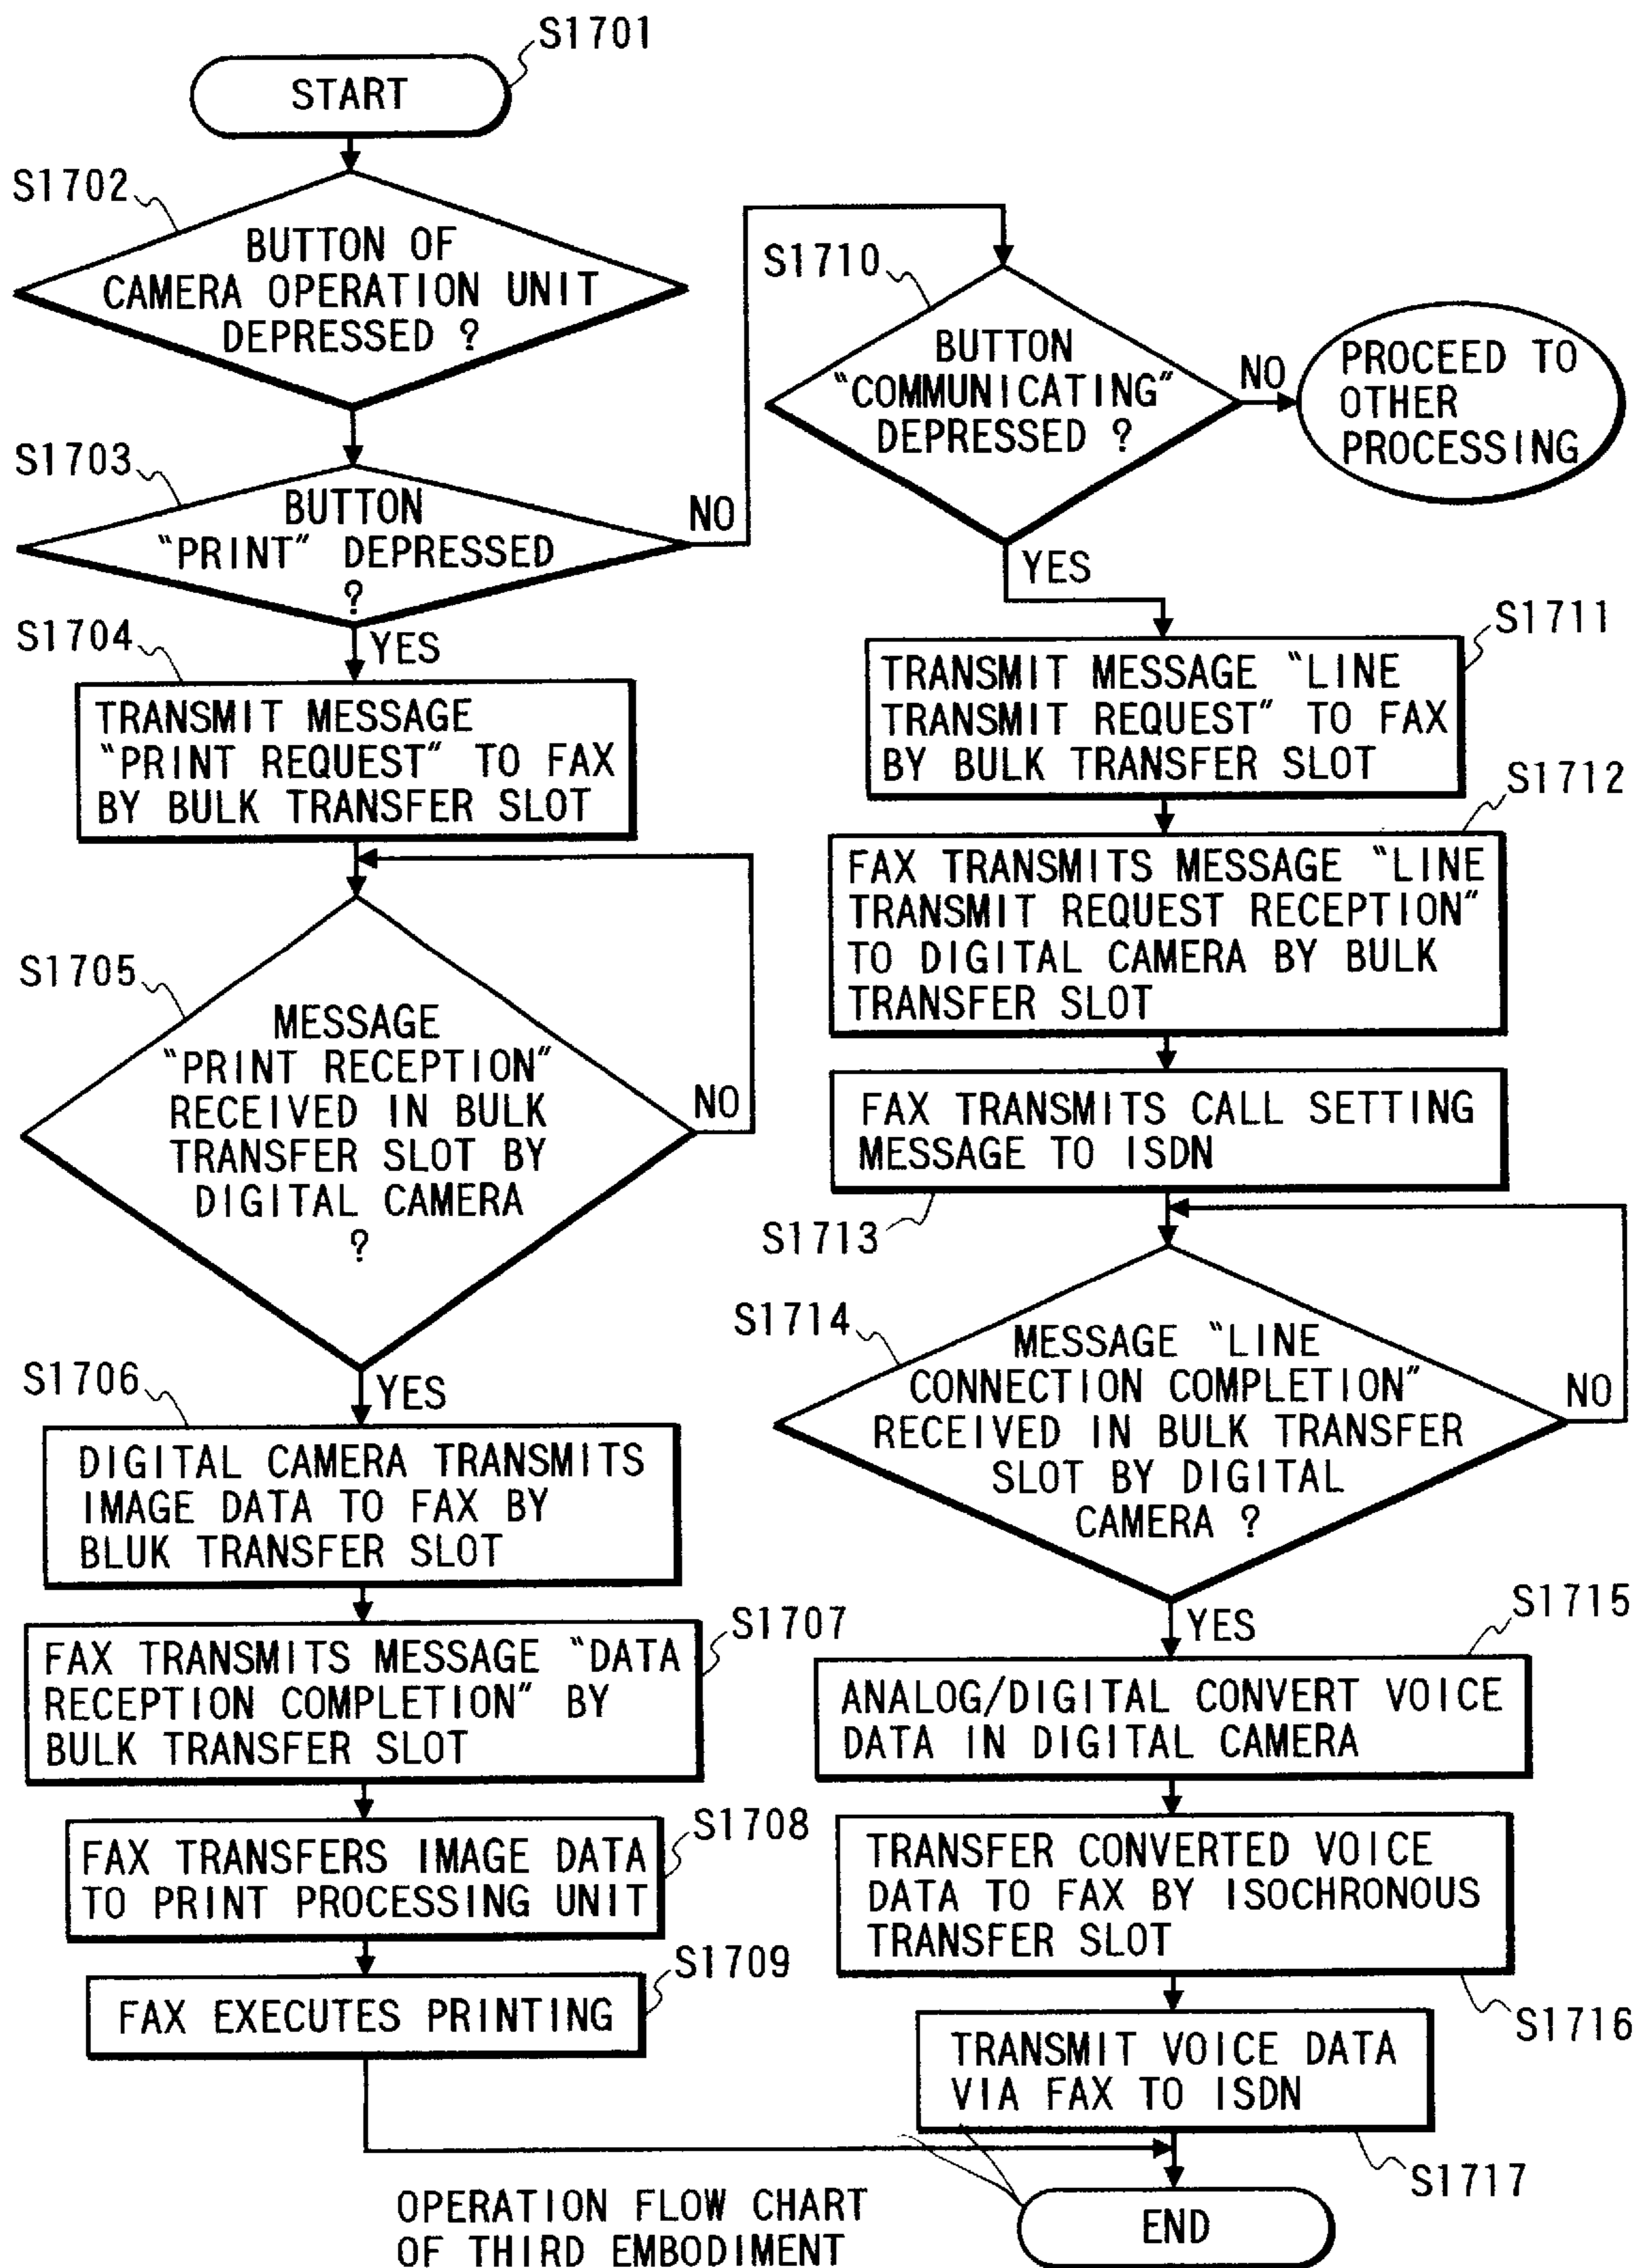 S1701
START
S1702
BUTTON OF
CAMERA OPERATION UNIT
DEPRESSED ?
S1703
BUTTON
“PRINT” DEPRESSED
?
NO
YES
S1704
TRANSMIT MESSAGE
“PRINT REQUEST” TO FAX
BY BULK TRANSFER SLOT
S1705
MESSAGE
“PRINT RECEPTION”
RECEIVED IN BULK
TRANSFER SLOT BY
DIGITAL CAMERA
?
NO
YES
S1706
DIGITAL CAMERA TRANSMITS
IMAGE DATA TO FAX BY
BLUK TRANSFER SLOT
S1707
FAX TRANSMITS MESSAGE “DATA
RECEPTION COMPLETION” BY
BULK TRANSFER SLOT
S1708
FAX TRANSFERS IMAGE DATA
TO PRINT PROCESSING UNIT
S1709
FAX EXECUTES PRINTING
S1710
BUTTON
“COMMUNICATING”
DEPRESSED ?
NO
PROCEED TO
OTHER
PROCESSING
YES
S1711
TRANSMIT MESSAGE “LINE
TRANSMIT REQUEST” TO FAX
BY BULK TRANSFER SLOT
S1712
FAX TRANSMITS MESSAGE “LINE
TRANSMIT REQUEST RECEPTION”
TO DIGITAL CAMERA BY BULK
TRANSFER SLOT
FAX TRANSMITS CALL SETTING
MESSAGE TO ISDN
S1713
S1714
MESSAGE “LINE
CONNECTION COMPLETION”
RECEIVED IN BULK TRANSFER
SLOT BY DIGITAL
CAMERA ?
NO
YES
S1715
ANALOG/DIGITAL CONVERT VOICE
DATA IN DIGITAL CAMERA
TRANSFER CONVERTED VOICE
DATA TO FAX BY ISOCHRONOUS
TRANSFER SLOT
S1716
TRANSMIT VOICE DATA
VIA FAX TO ISDN
S1717
END
OPERATION FLOW CHART
OF THIRD EMBODIMENT